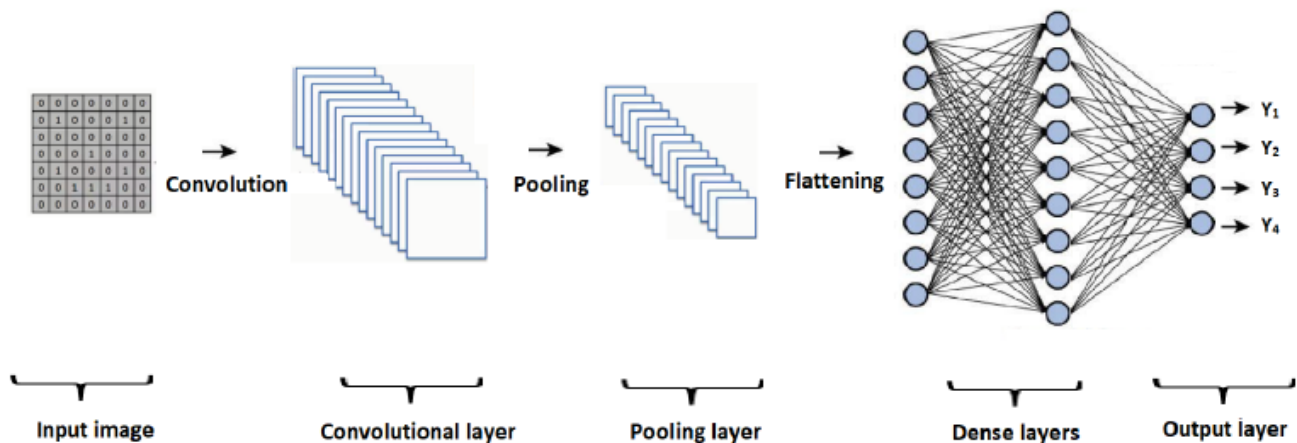 0 0 0 0 0 0 0
0 1 0 0 0 1 0
0 0 0 0 0 0 0
0 0 0 1 0 0 0
0 1 0 0 0 1 0
0 0 1 1 1 0 0
0 0 0 0 0 0 0
Convolution
Pooling
Flattening
Y₁
Y₂
Y₃
Y₄
Input image
Convolutional layer
Pooling layer
Dense layers
Output layer